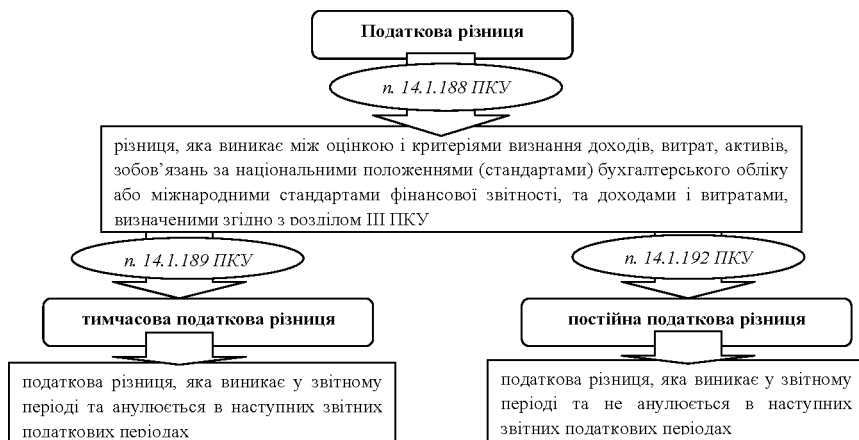 Податкова різниця
п. 14.1.188 ПКУ
різниця, яка виникає між оцінкою і критеріями визнання доходів, витрат, активів,
зобов’язань за національними положеннями (стандартами) бухгалтерського обліку
або міжнародними стандартами фінансової звітності, та доходами і витратами,
визначеними згідно з розділом ІІІ ПКУ
п. 14.1.189 ПКУ
п. 14.1.192 ПКУ
тимчасова податкова різниця
постійна податкова різниця
податкова різниця, яка виникає у звітному
періоді та анулюється в наступних звітних
податкових періодах
податкова різниця, яка виникає у звітному
періоді та не анулюється в наступних
звітних податкових періодах